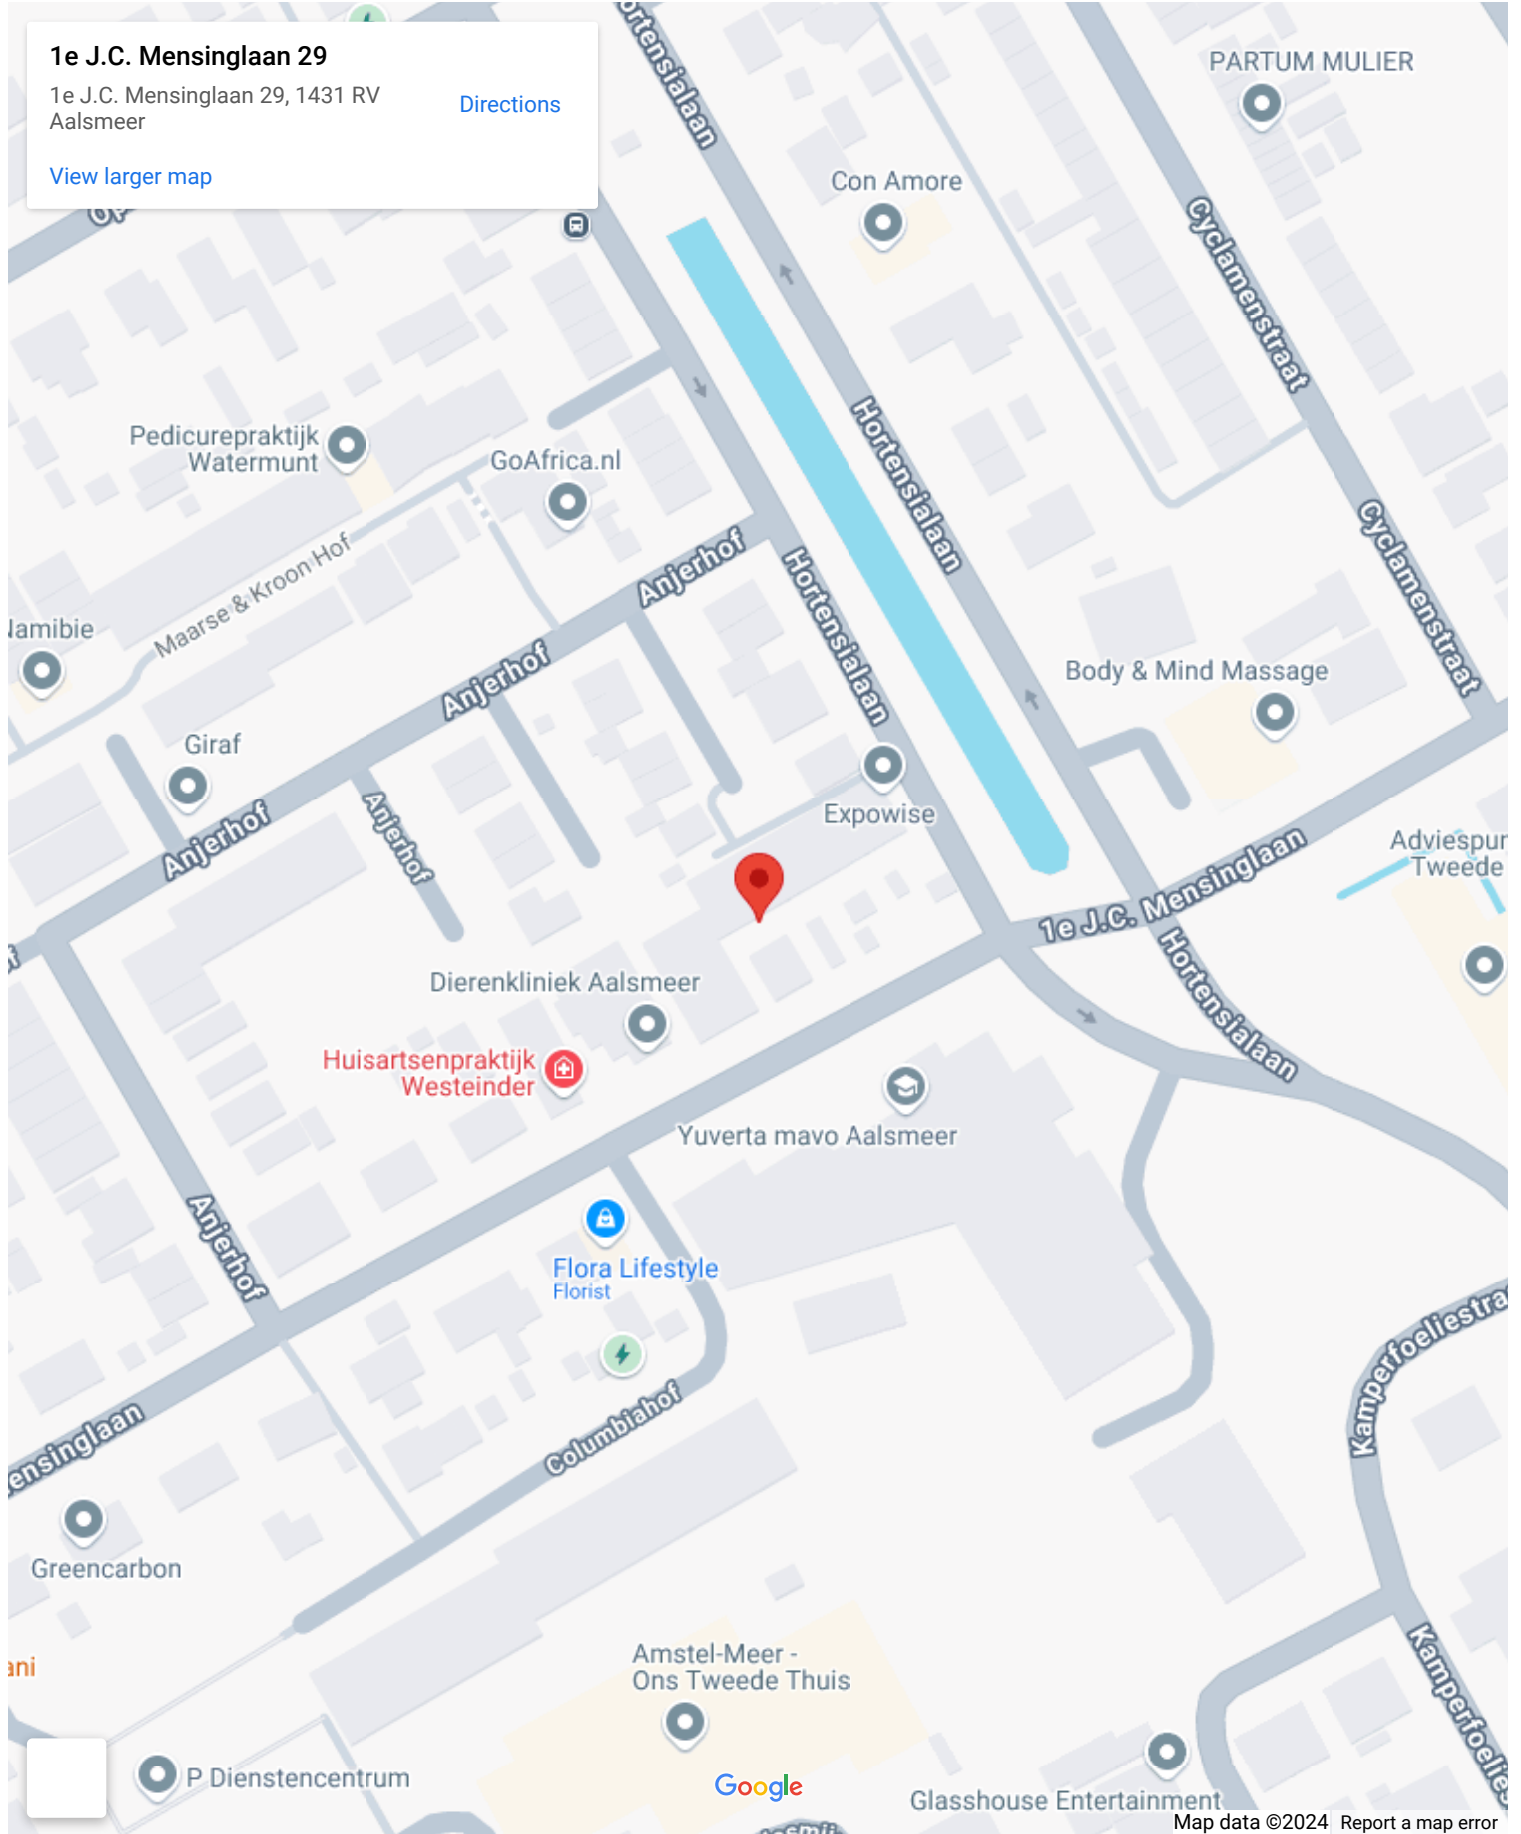 1e J.C. Mensinglaan 29
1e J.C. Mensinglaan 29, 1431 RV
Aalsmeer
Directions
View larger map
PARTUM MULIER
Con Amore
Cyclamenstraat
Hortensialaan
Pedicurepraktijk
Watermunt
GoAfrica.nl
Maarse & Kroon Hof
Anjerhof
Hortensialaan
Cyclamenstraat
Anjerhof
Body & Mind Massage
Giraf
Anjerhof
Anjerhof
Expowise
1e J.C. Mensinglaan
Tweede
Hortensialaan
Dierenkliniek Aalsmeer
Huisartsenpraktijk
Westeinder
Yuverta mavo Aalsmeer
Anjerhof
Flora Lifestyle
Florist
Columbiahof
Greencarbon
Amstel-Meer -
Ons Tweede Thuis
P Dienstencentrum
Google
Glasshouse Entertainment
Map data ©2024
Report a map error